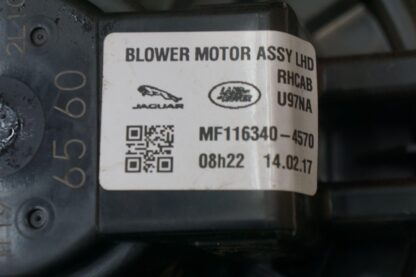 BLOWER MOTOR ASSY LHD
RHCAB
U97NA
JAGUAR
LAND ROVER
MF116340-4570
08h22 14.02.17
6560